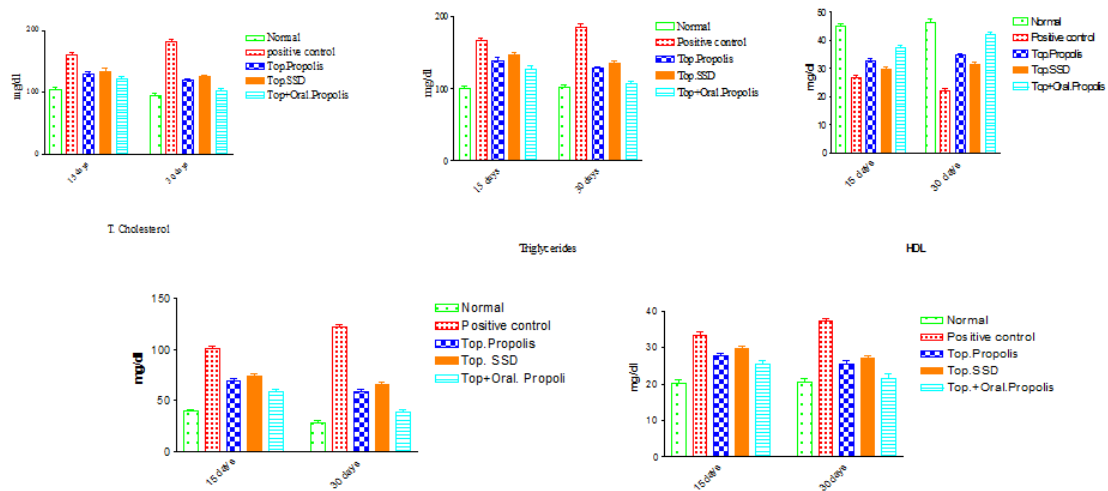 200
100
0
mg/dl
15 days
30 days
Normal
positive control
Top.Propolis
Top.SSD
Top+Oral.Propolis
T. Cholesterol
200
100
0
mg/dl
15 days
30 days
Normal
Positive control
Top.Propolis
Top.SSD
Top+Oral.Propolis
Triglycerides
50
40
30
20
10
0
mg/dl
15 days
30 days
Normal
Positive control
Top.Propolis
Top.SSD
Top+Oral.Propolis
HDL
150
100
50
0
mg/dl
15 days
30 days
Normal
Positive control
Top.Propolis
Top. SSD
Top+Oral. Propoli
40
30
20
10
0
mg/dl
15 days
30 days
Normal
Positive control
Top.Propolis
Top.SSD
Top.+Oral.Propolis